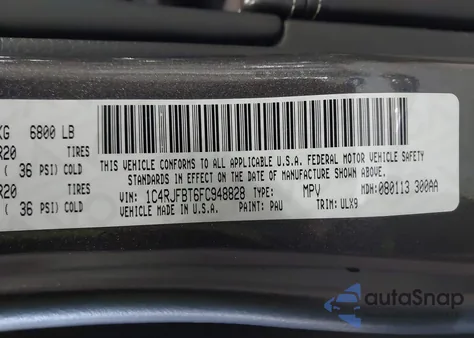 KG 6800 LB
R20 TIRES
( 36 PSI) COLD
R20 TIRES
( 36 PSI) COLD
THIS VEHICLE CONFORMS TO ALL APPLICABLE U.S.A. FEDERAL MOTOR VEHICLE
STANDARDS IN EFFECT ON THE DATE OF MANUFACTURE SHOWN ABOVE.
VIN: 1C4RJFBT6FC948828 TYPE: MPV MDH: 080113 300AA
VEHICLE MADE IN U.S.A. PAINT: PAU TRIM: ULX9
autaSnap